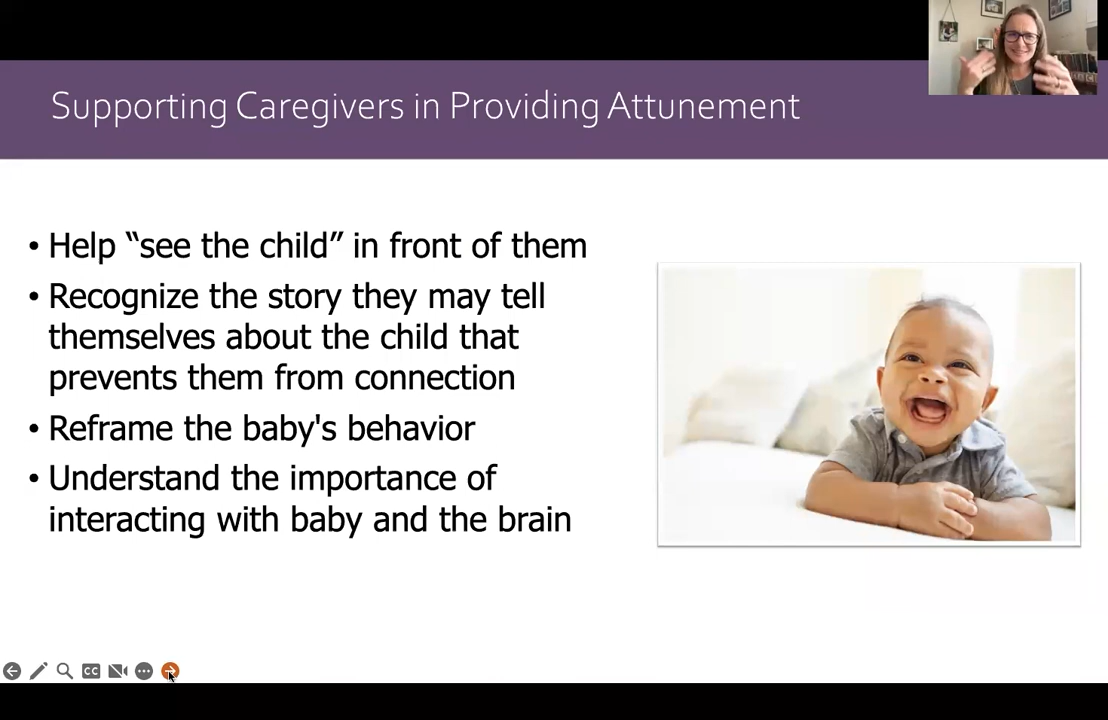 Supporting Caregivers in Providing Attunement
• Help “see the child” in front of them
• Recognize the story they may tell
themselves about the child that
prevents them from connection
• Reframe the baby's behavior
• Understand the importance of
interacting with baby and the brain
CC